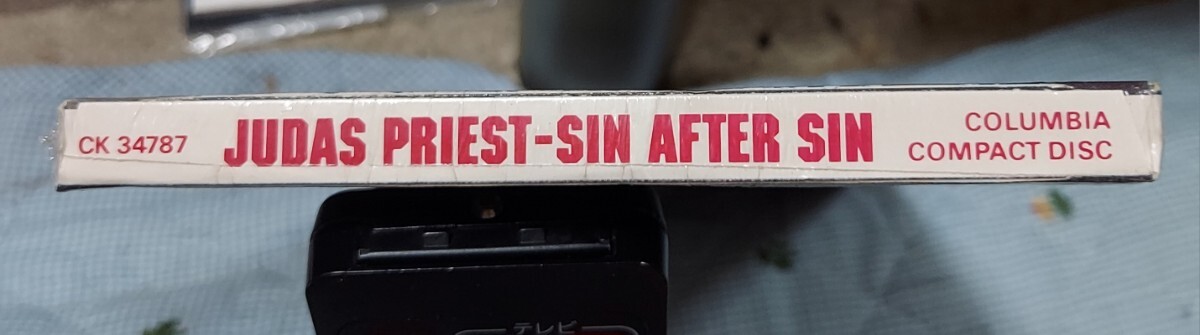 CK 34787
JUDAS PRIEST-SIN AFTER SIN
COLUMBIA
COMPACT DISC
テレビ